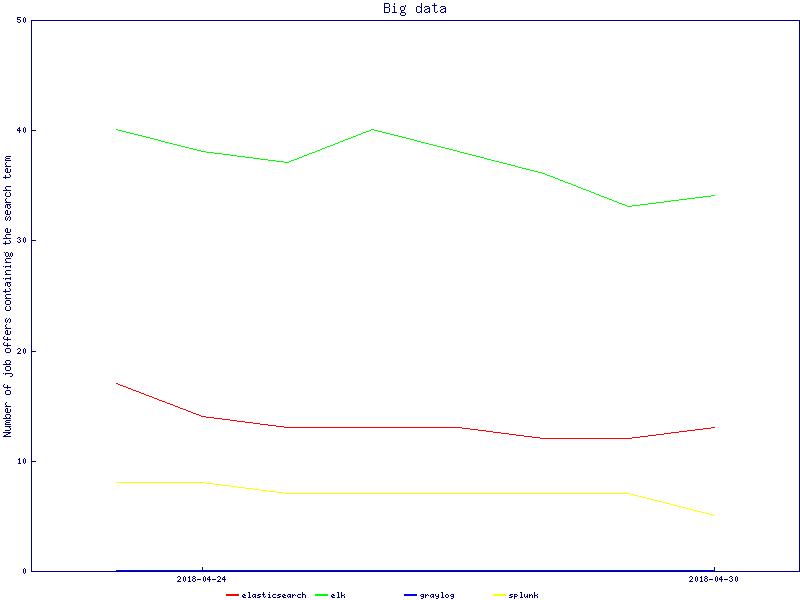 Big data
Number of job offers containing the search term
50
40
30
20
10
0
2018-04-24 2018-04-30
elasticsearch elk graylog splunk